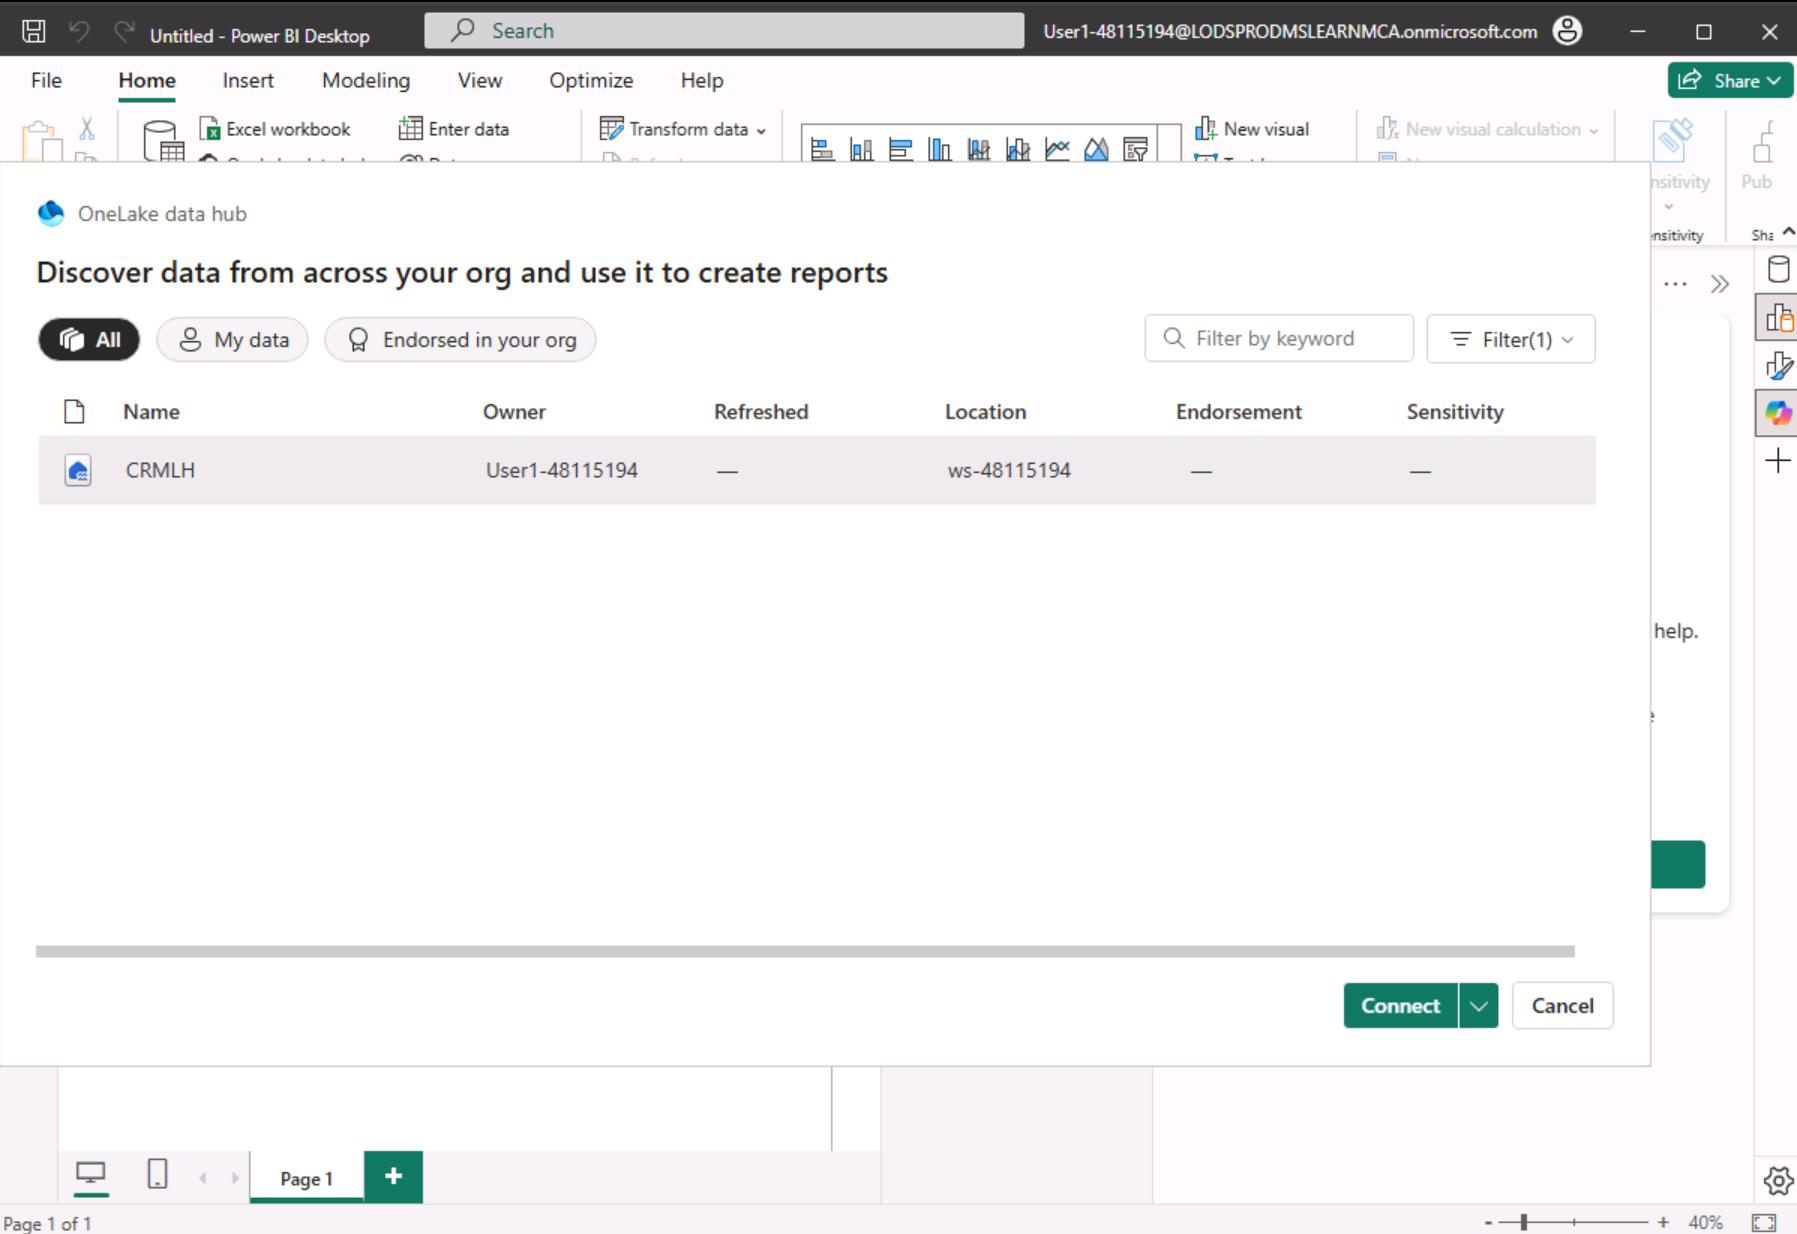 Untitled - Power BI Desktop
Search
User1-48115194@LODSPRODMSLEARNMCA.onmicrosoft.com
File Home Insert Modeling View Optimize Help
Share
Excel workbook
Enter data
Transform data
New visual
New visual calculation
nsitivity
Pub
nsitivity
Sha
OneLake data hub
Discover data from across your org and use it to create reports
All
My data
Endorsed in your org
Filter by keyword
Filter(1)
Name Owner Refreshed Location Endorsement Sensitivity
CRMLH User1-48115194 — ws-48115194 — —
help.
Connect
Cancel
Page 1
+
Page 1 of 1
- + 40%